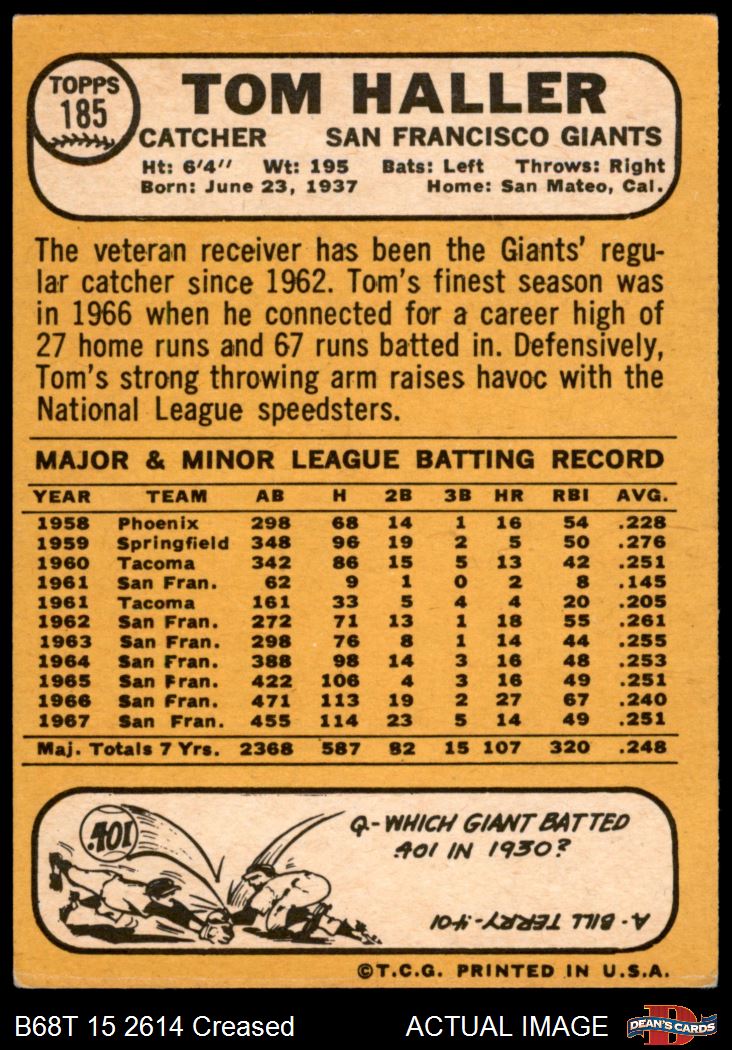 TOPPS
185
TOM HALLER
CATCHER SAN FRANCISCO GIANTS
Ht: 6'4" Wt: 195 Bats: Left Throws: Right
Born: June 23, 1937 Home: San Mateo, Cal.
The veteran receiver has been the Giants' regu-
lar catcher since 1962. Tom's finest season was
in 1966 when he connected for a career high of
27 home runs and 67 runs batted in. Defensively,
Tom's strong throwing arm raises havoc with the
National League speedsters.
MAJOR & MINOR LEAGUE BATTING RECORD
YEAR TEAM AB H 2B 3B HR RBI AVG.
1958 Phoenix 298 68 14 1 16 54 .228
1959 Springfield 348 96 19 2 5 50 .276
1960 Tacoma 342 86 15 5 13 42 .251
1961 San Fran. 62 9 1 0 2 8 .145
1961 Tacoma 161 33 5 4 4 20 .205
1962 San Fran. 272 71 13 1 18 55 .261
1963 San Fran. 298 76 8 1 14 44 .255
1964 San Fran. 388 98 14 3 16 48 .253
1965 San Fran. 422 106 4 3 16 49 .251
1966 San Fran. 471 113 19 2 27 67 .240
1967 San Fran. 455 114 23 5 14 49 .251
Maj. Totals 7 Yrs. 2368 587 82 15 107 320 .248
.401
Q-WHICH GIANT BATTED
.401 IN 1930?
A-BILL TERRY-.401
©T.C.G. PRINTED IN U.S.A.
B68T 15 2614 Creased ACTUAL IMAGE
D
DEAN'S CARDS